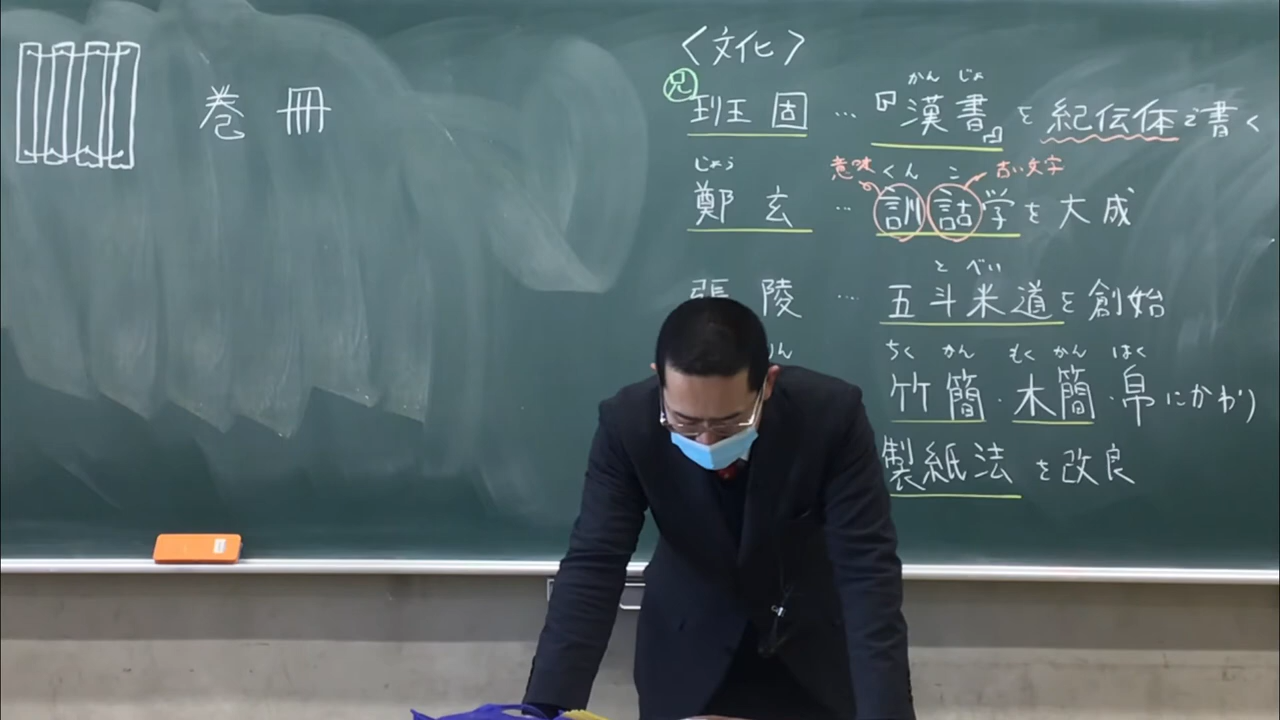 巻 冊
〈文化〉
兄
かん じょ
班固 … 『漢書』を紀伝体で書く
じょう 意味 くん こ 古い文字
鄭玄 … 訓詁学を大成
と べい
張陵 … 五斗米道を創始
りん ちく かん もく かん はく
竹簡・木簡・帛にかわり
製紙法を改良